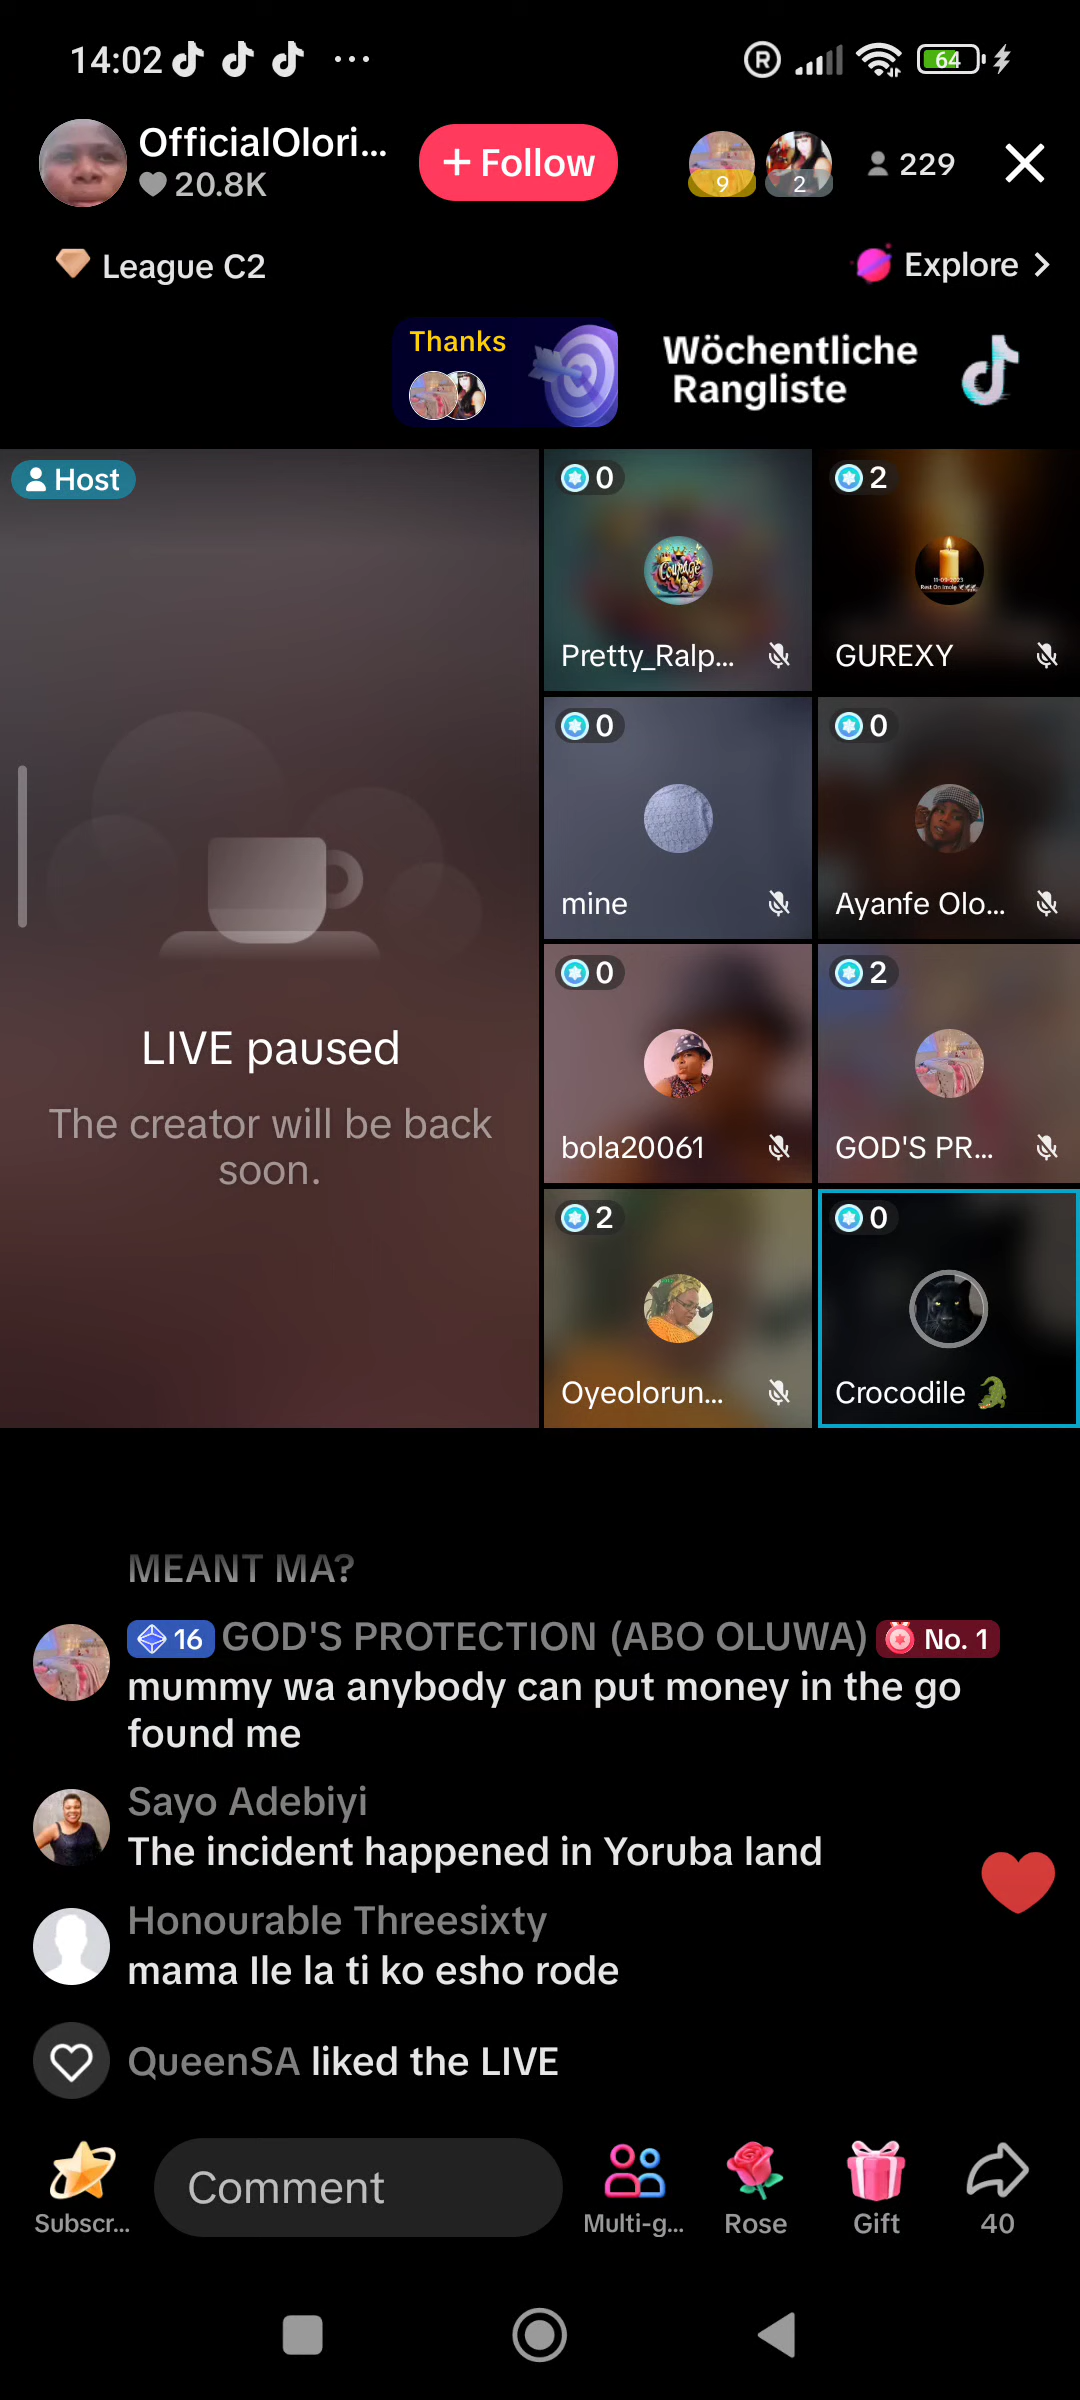 14:02
64
OfficialOlori...
20.8K
+ Follow
9
2
229
League C2
Explore
Thanks
Wöchentliche
Rangliste
Host
LIVE paused
The creator will be back
soon.
0
Courage
Pretty_Ralp...
2
GUREXY
0
mine
0
Ayanfe Olo...
0
bola20061
2
GOD'S PR...
2
Oyeolorun...
0
Crocodile 🐊
MEANT MA?
16 GOD'S PROTECTION (ABO OLUWA) No. 1
mummy wa anybody can put money in the go
found me
Sayo Adebiyi
The incident happened in Yoruba land
Honourable Threesixty
mama Ile la ti ko esho rode
QueenSA liked the LIVE
Subscr...
Comment
Multi-g...
Rose
Gift
40